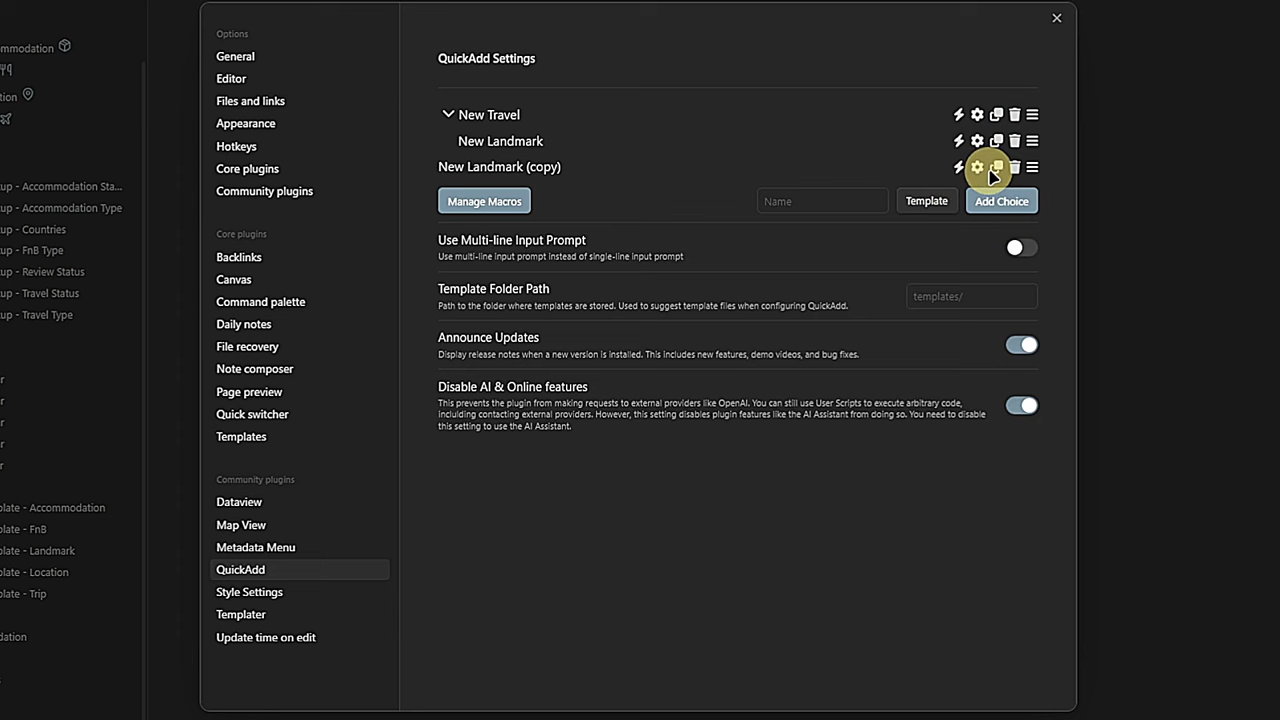 mmodation
tion
up - Accommodation Sta...
up - Accommodation Type
up - Countries
up - FnB Type
up - Review Status
up - Travel Status
up - Travel Type
r
r
r
r
r
plate - Accommodation
plate - FnB
plate - Landmark
plate - Location
plate - Trip
dation
Options
General
Editor
Files and links
Appearance
Hotkeys
Core plugins
Community plugins
Core plugins
Backlinks
Canvas
Command palette
Daily notes
File recovery
Note composer
Page preview
Quick switcher
Templates
Community plugins
Dataview
Map View
Metadata Menu
QuickAdd
Style Settings
Templater
Update time on edit
QuickAdd Settings
New Travel
New Landmark
New Landmark (copy)
Manage Macros
Name
Template
Add Choice
Use Multi-line Input Prompt
Use multi-line input prompt instead of single-line input prompt
Template Folder Path
Path to the folder where templates are stored. Used to suggest template files when configuring QuickAdd.
templates/
Announce Updates
Display release notes when a new version is installed. This includes new features, demo videos, and bug fixes.
Disable AI & Online features
This prevents the plugin from making requests to external providers like OpenAI. You can still use User Scripts to execute arbitrary code,
including contacting external providers. However, this setting disables plugin features like the AI Assistant from doing so. You need to disable
this setting to use the AI Assistant.